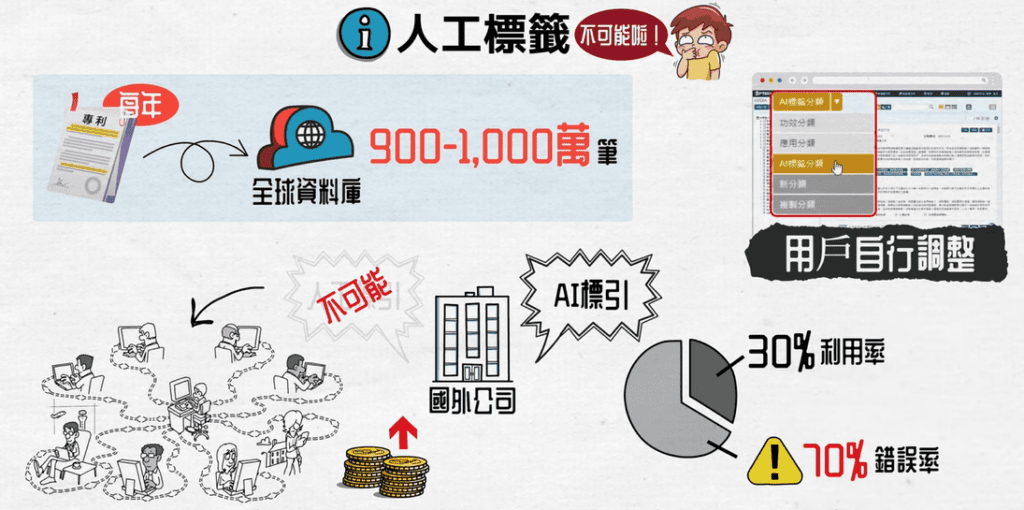 人工標籤
不可能啦！
專利
每年
全球資料庫
900-1,000萬筆
AI標籤分類
功效分類
應用分類
AI標籤分類
新分類
複製分類
用戶自行調整
不可能
AI標引
國外公司
30%利用率
70%錯誤率